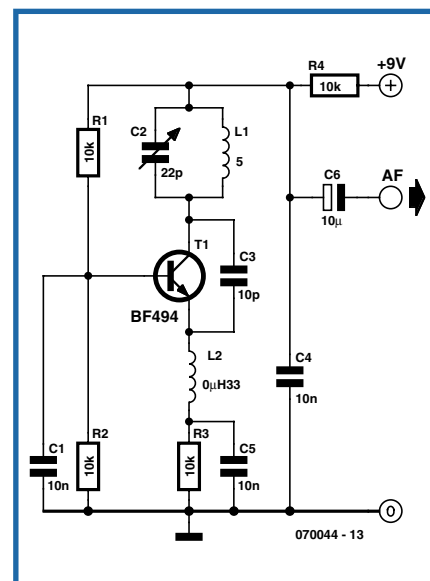 R4
+9V
10k
R1
10k
C2
22p
L1
5
C6
10µ
AF
T1
BF494
C3
10p
L2
0µH33
C4
10n
C1
10n
R2
10k
R3
10k
C5
10n
0
070044 - 13